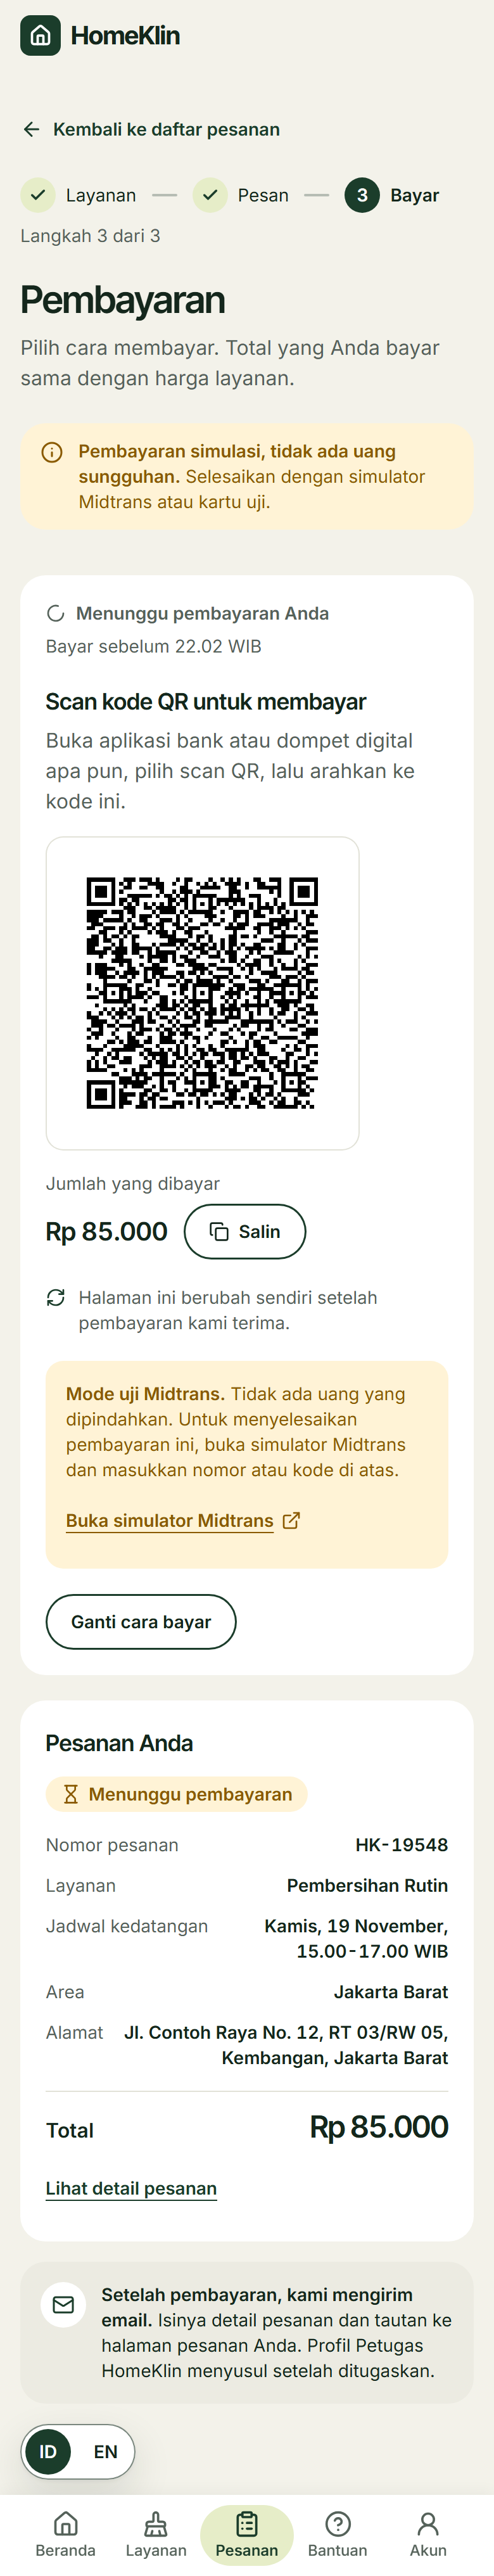 HomeKlin
Kembali ke daftar pesanan
Layanan
Pesan
3 Bayar
Langkah 3 dari 3
Pembayaran
Pilih cara membayar. Total yang Anda bayar
sama dengan harga layanan.
Pembayaran simulasi, tidak ada uang
sungguhan. Selesaikan dengan simulator
Midtrans atau kartu uji.
Menunggu pembayaran Anda
Bayar sebelum 22.02 WIB
Scan kode QR untuk membayar
Buka aplikasi bank atau dompet digital
apa pun, pilih scan QR, lalu arahkan ke
kode ini.
Jumlah yang dibayar
Rp 85.000 Salin
Halaman ini berubah sendiri setelah
pembayaran kami terima.
Mode uji Midtrans. Tidak ada uang yang
dipindahkan. Untuk menyelesaikan
pembayaran ini, buka simulator Midtrans
dan masukkan nomor atau kode di atas.
Buka simulator Midtrans
Ganti cara bayar
Pesanan Anda
Menunggu pembayaran
Nomor pesanan HK-19548
Layanan Pembersihan Rutin
Jadwal kedatangan Kamis, 19 November,
15.00-17.00 WIB
Area Jakarta Barat
Alamat Jl. Contoh Raya No. 12, RT 03/RW 05,
Kembangan, Jakarta Barat
Total Rp 85.000
Lihat detail pesanan
Setelah pembayaran, kami mengirim
email. Isinya detail pesanan dan tautan ke
halaman pesanan Anda. Profil Petugas
HomeKlin menyusul setelah ditugaskan.
ID EN
Beranda Layanan Pesanan Bantuan Akun